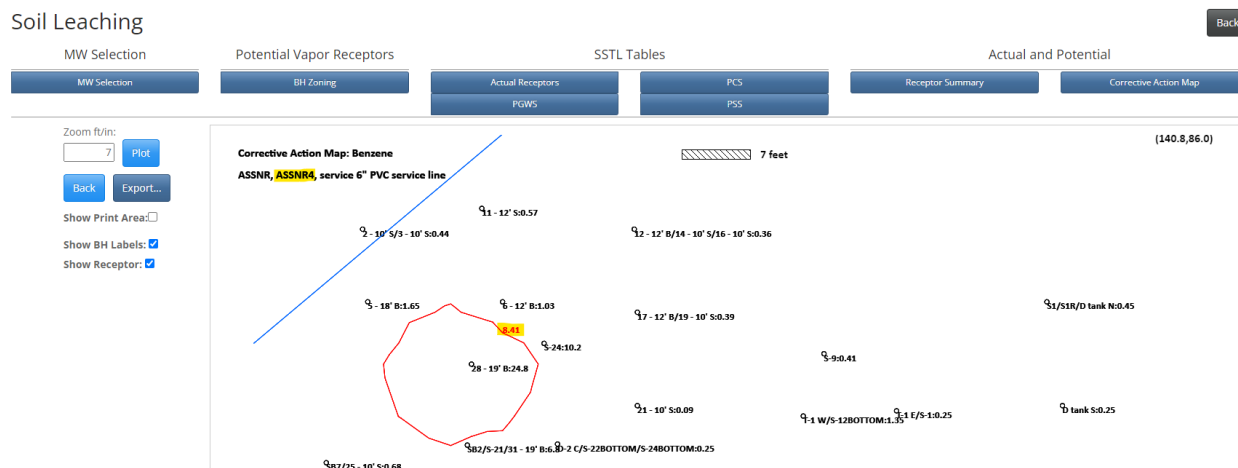 Soil Leaching
Back
MW Selection
Potential Vapor Receptors
SSTL Tables
Actual and Potential
MW Selection
BH Zoning
Actual Receptors
PCS
Receptor Summary
Corrective Action Map
PGWS
PSS
Zoom ft/in:
7
Plot
Back
Export...
Show Print Area:
Show BH Labels:
Show Receptor:
(140.8,86.0)
Corrective Action Map: Benzene
7 feet
ASSNR, ASSNR4, service 6" PVC service line
11 - 12' S:0.57
2 - 10' S/3 - 10' S:0.44
12 - 12' B/14 - 10' S/16 - 10' S:0.36
5 - 18' B:1.65
6 - 12' B:1.03
S1/S1R/D tank N:0.45
17 - 12' B/19 - 10' S:0.39
8.41
S-24:10.2
S-9:0.41
28 - 19' B:24.8
21 - 10' S:0.09
D tank S:0.25
T-1 W/S-12BOTTOM:1.35
T-1 E/S-1:0.25
SB2/S-21/31 - 19' B:6.8
D-2 C/S-22BOTTOM/S-24BOTTOM:0.25
SB7/25 - 10' S:0.68